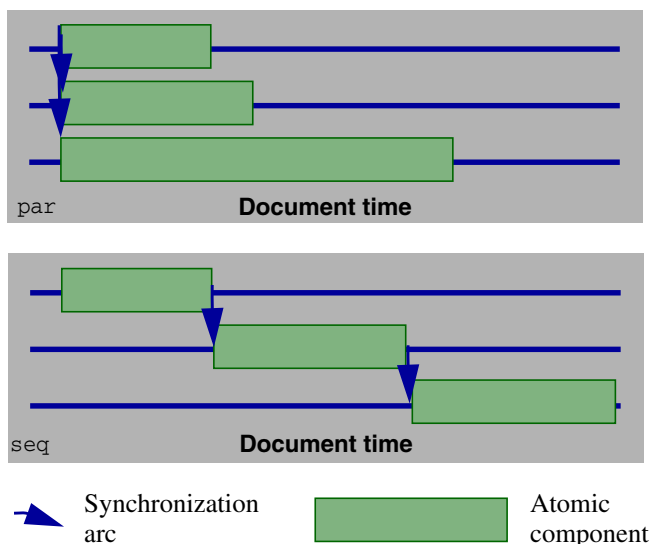 par
Document time
seq
Document time
Synchronization
arc
Atomic
component